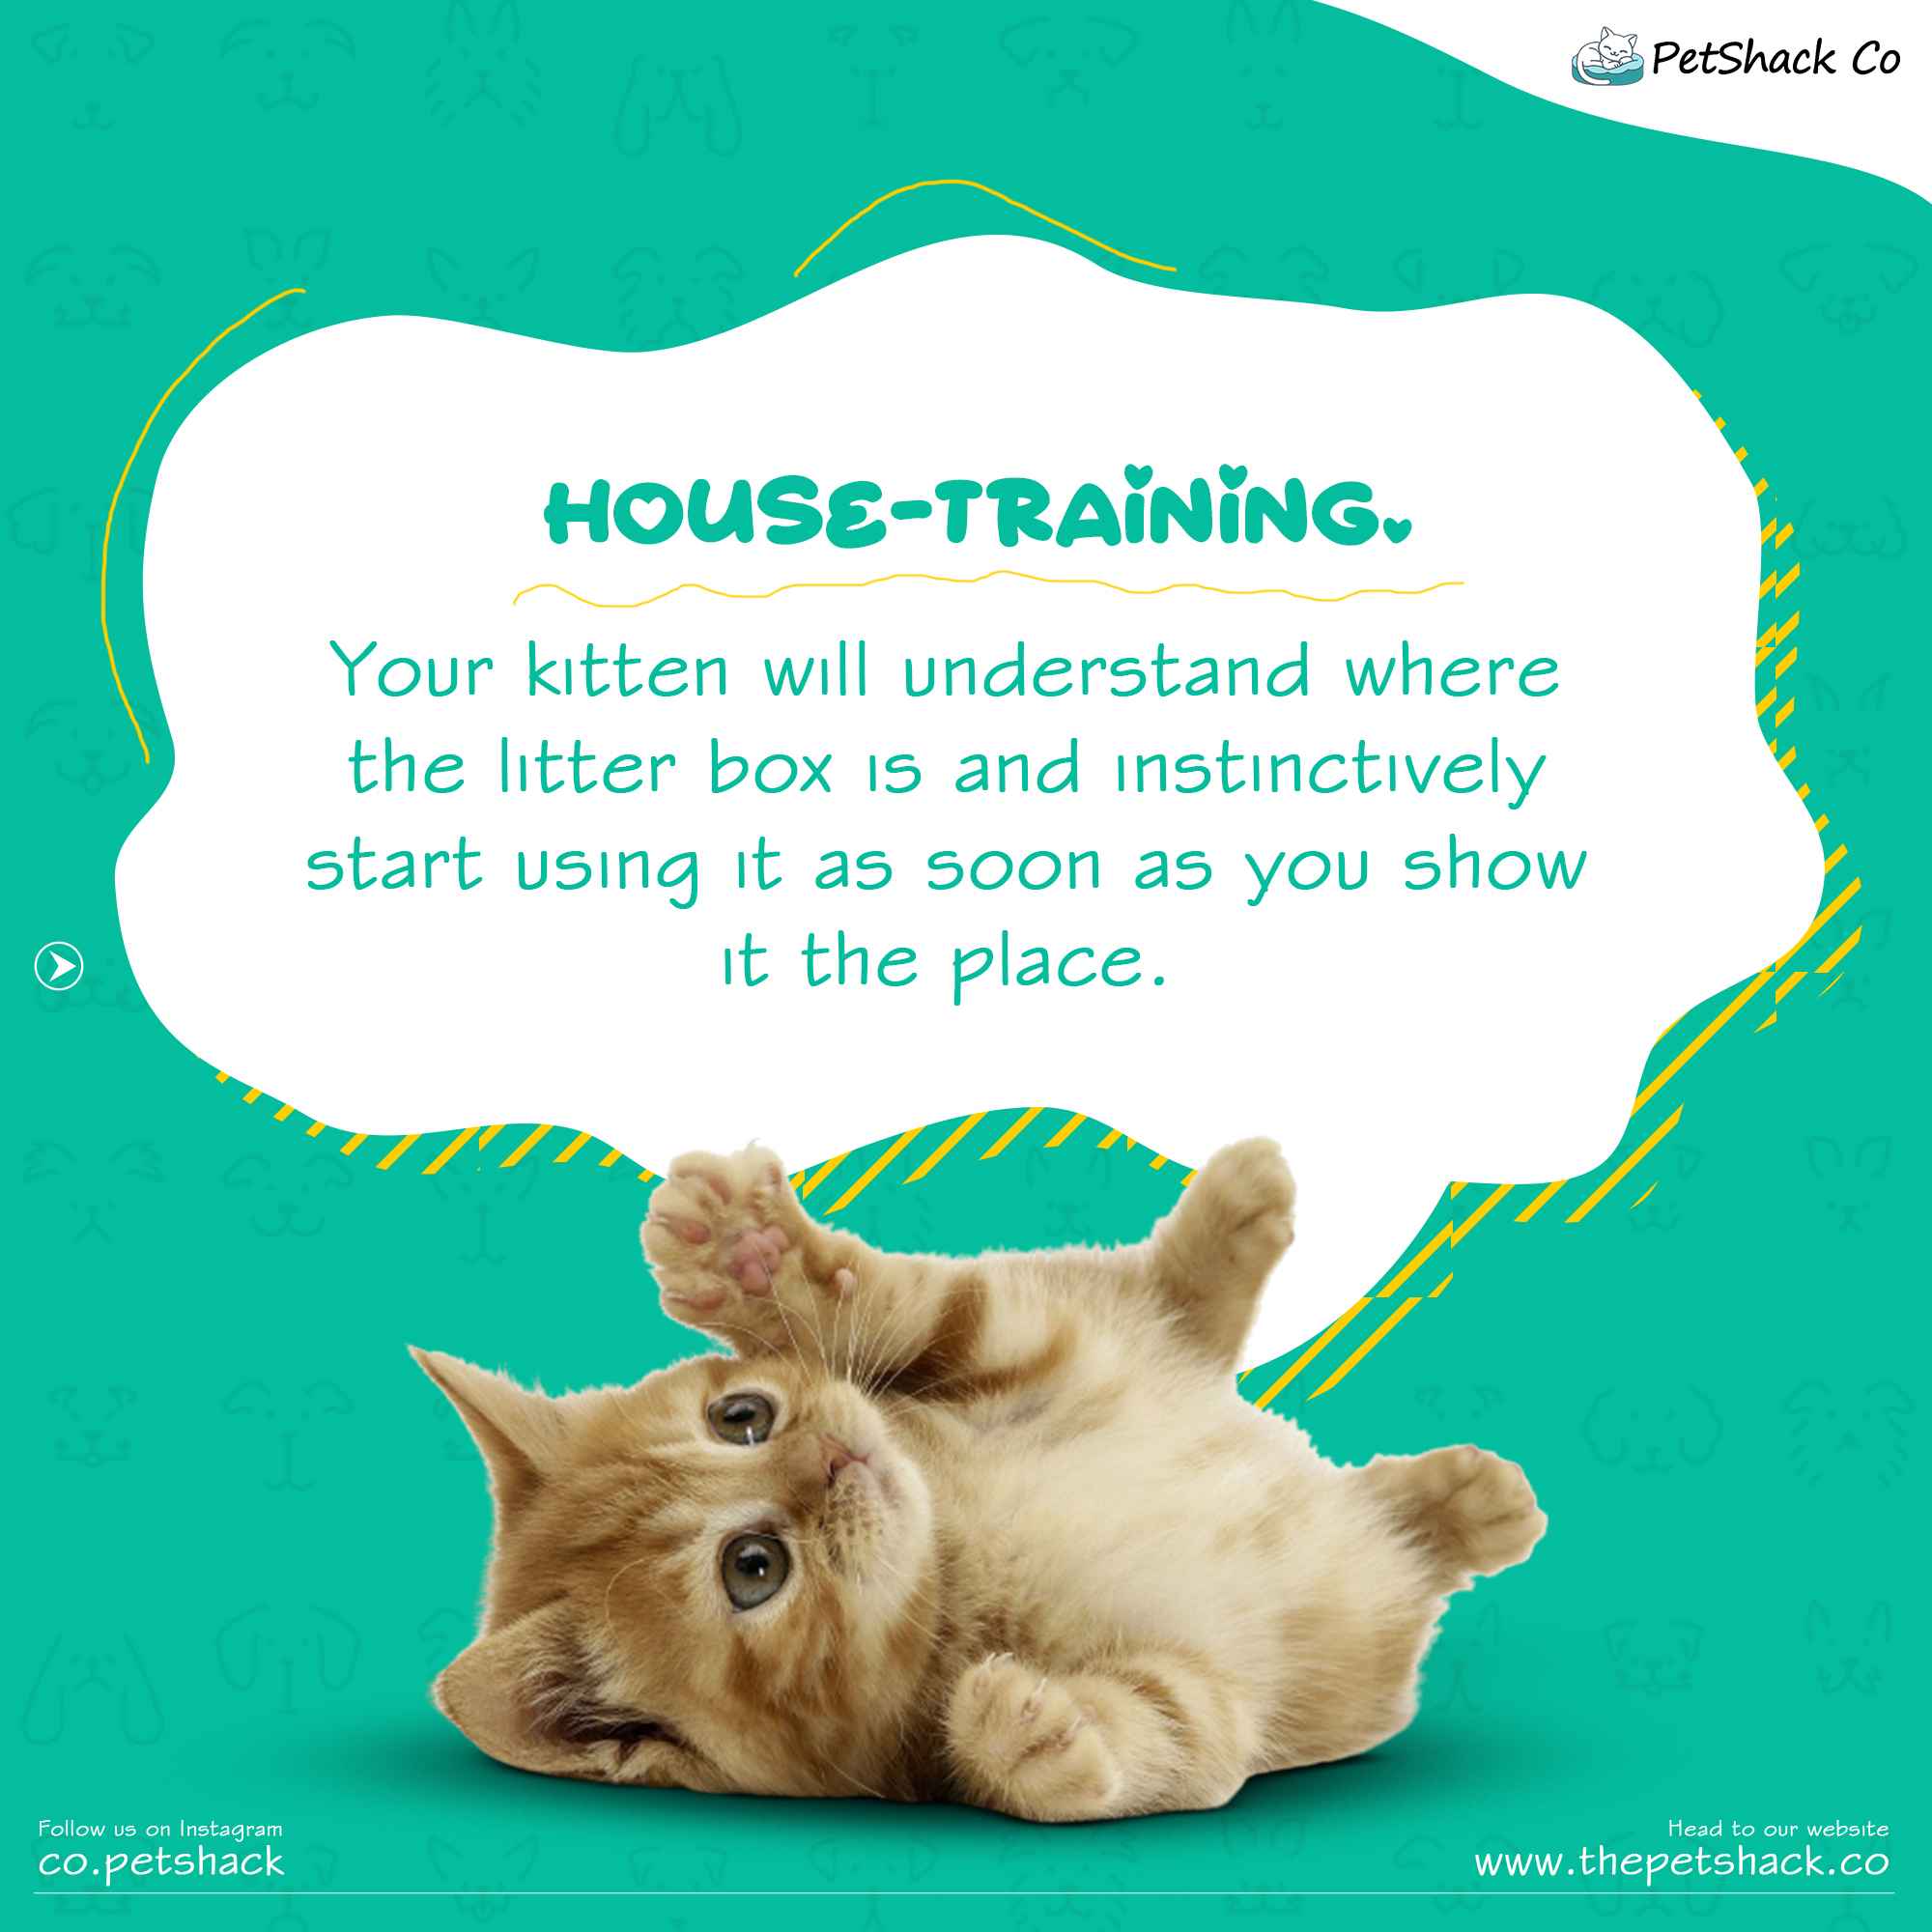 PetShack Co
HOUSE-TRAINING.
Your kitten will understand where
the litter box is and instinctively
start using it as soon as you show
it the place.
Follow us on Instagram
co.petshack
Head to our website
www.thepetshack.co